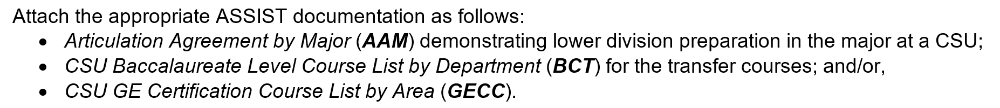 Attach the appropriate ASSIST documentation as follows:
• Articulation Agreement by Major (AAM) demonstrating lower division preparation in the major at a CSU;
• CSU Baccalaureate Level Course List by Department (BCT) for the transfer courses; and/or,
• CSU GE Certification Course List by Area (GECC).